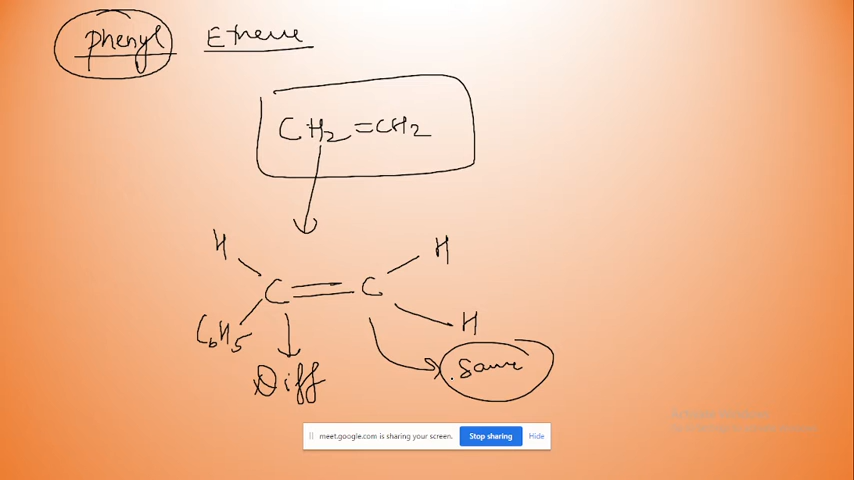 phenyl Ethene
CH2=CH2
H H
C=C
C6H5 H
Diff Same
meet.google.com is sharing your screen. Stop sharing Hide